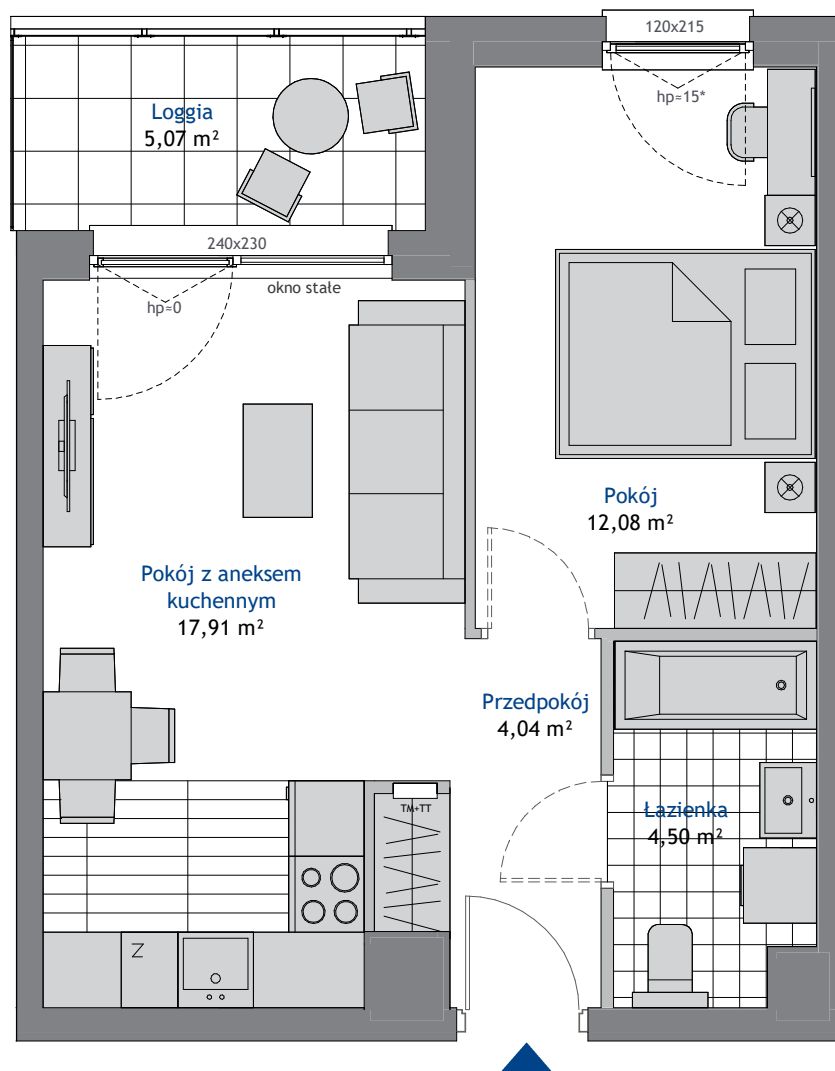 120x215
hp≈15*
Loggia
5,07 m²
240x230
okno stałe
hp≈0
Pokój
12,08 m²
Pokój z aneksem
kuchennym
17,91 m²
Przedpokój
4,04 m²
TM+TT
Łazienka
4,50 m²
Z